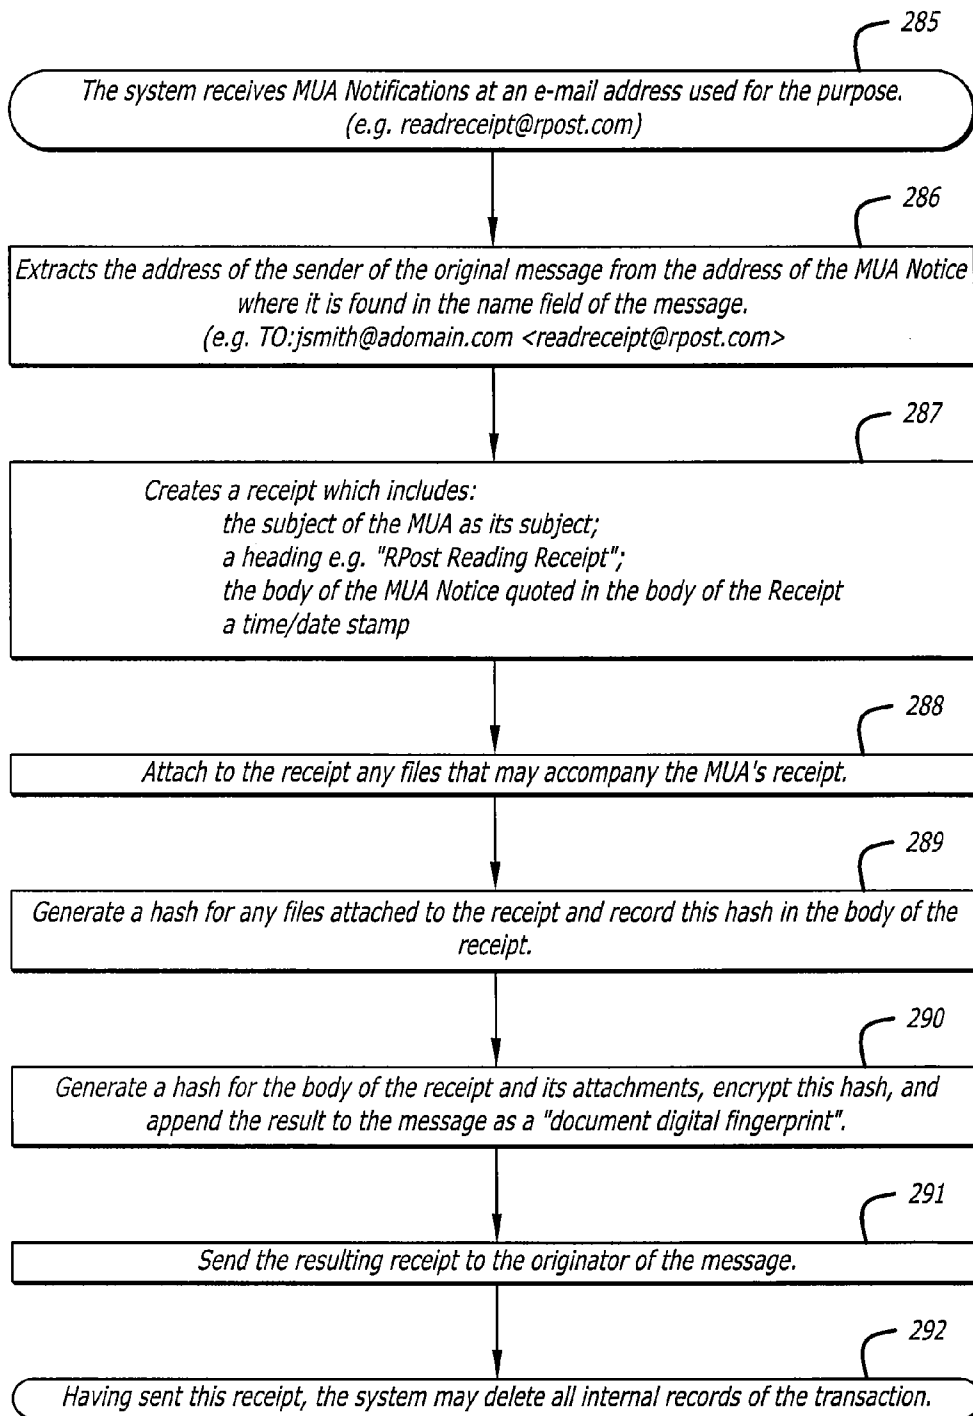 285
The system receives MUA Notifications at an e-mail address used for the purpose.
(e.g. readreceipt@rpost.com)
286
Extracts the address of the sender of the original message from the address of the MUA Notice
where it is found in the name field of the message.
(e.g. TO:jsmith@adomain.com <readreceipt@rpost.com>
287
Creates a receipt which includes:
the subject of the MUA as its subject;
a heading e.g. "RPost Reading Receipt";
the body of the MUA Notice quoted in the body of the Receipt
a time/date stamp
288
Attach to the receipt any files that may accompany the MUA's receipt.
289
Generate a hash for any files attached to the receipt and record this hash in the body of the
receipt.
290
Generate a hash for the body of the receipt and its attachments, encrypt this hash, and
append the result to the message as a "document digital fingerprint".
291
Send the resulting receipt to the originator of the message.
292
Having sent this receipt, the system may delete all internal records of the transaction.